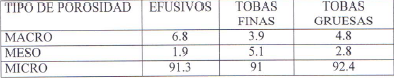 TIPO DE POROSIDAD EFUSIVOS TOBAS FINAS TOBAS GRUESAS
MACRO 6.8 3.9 4.8
MESO 1.9 5.1 2.8
MICRO 91.3 91 92.4